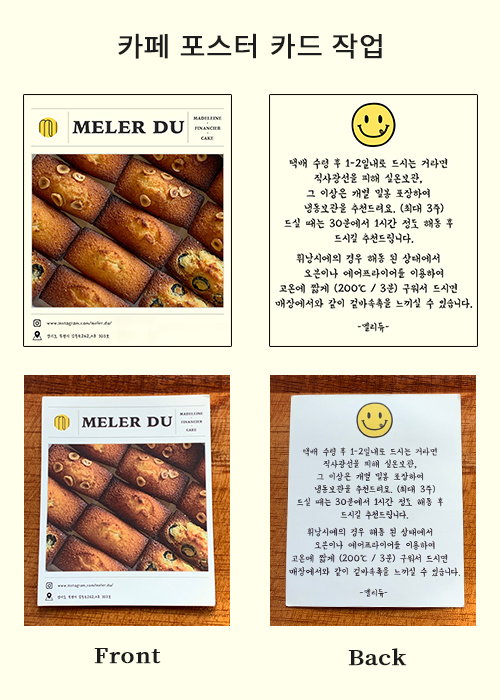 카페 포스터 카드 작업
MELER DU
MADELEINE
FINANCIER
CAKE
www.instagram.com/meler.du/
택배 수령 후 1-2일내로 드시는 거라면
직사광선을 피해 실온보관,
그 이상은 개별 밀봉 포장하여
냉동보관을 추천드려요. (최대 3주)
드실 때는 30분에서 1시간 정도 해동 후
드시길 추천드립니다.
휘낭시에의 경우 해동 된 상태에서
오븐이나 에어프라이어를 이용하여
고온에 짧게 (200℃ / 3분) 구워서 드시면
매장에서와 같이 겉바속촉을 느끼실 수 있습니다.
-멜리듀-
MELER DU
MADELEINE
FINANCIER
CAKE
www.instagram.com/meler.du/
택배 수령 후 1-2일내로 드시는 거라면
직사광선을 피해 실온보관,
그 이상은 개별 밀봉 포장하여
냉동보관을 추천드려요. (최대 3주)
드실 때는 30분에서 1시간 정도 해동 후
드시길 추천드립니다.
휘낭시에의 경우 해동 된 상태에서
오븐이나 에어프라이어를 이용하여
고온에 짧게 (200℃ / 3분) 구워서 드시면
매장에서와 같이 겉바속촉을 느끼실 수 있습니다.
-멜리듀-
Front
Back